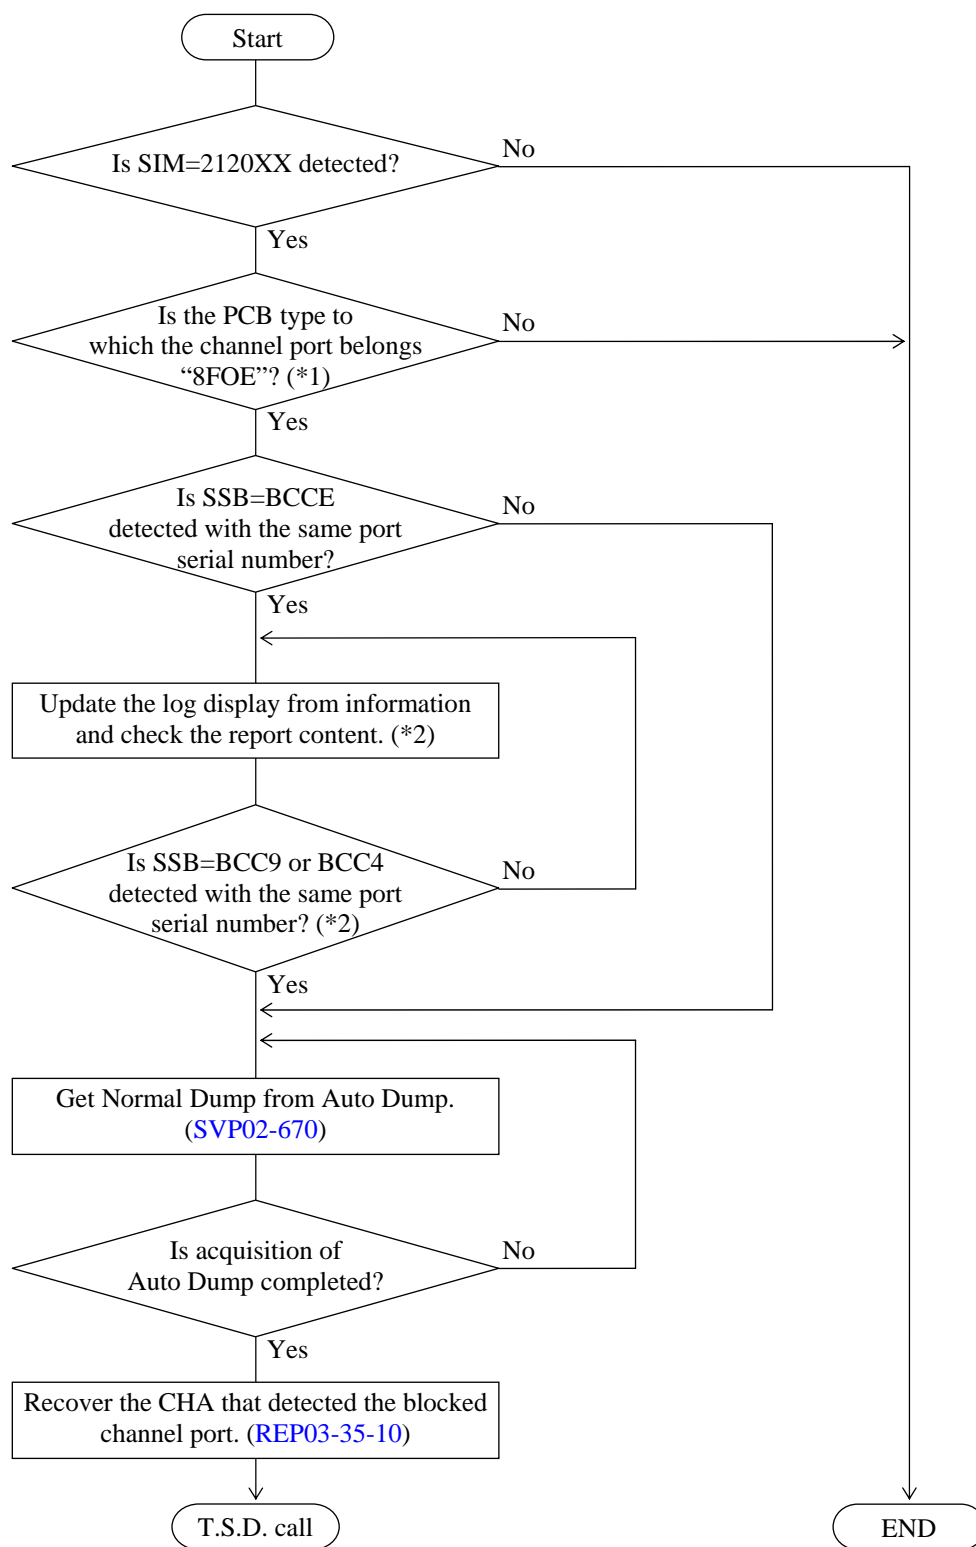 Start
Is SIM=2120XX detected?
No
Yes
Is the PCB type to
which the channel port belongs
“8FOE”? (*1)
No
Yes
Is SSB=BCCE
detected with the same port
serial number?
No
Yes
Update the log display from information
and check the report content. (*2)
Is SSB=BCC9 or BCC4
detected with the same port
serial number? (*2)
No
Yes
Get Normal Dump from Auto Dump.
(SVP02-670)
Is acquisition of
Auto Dump completed?
No
Yes
Recover the CHA that detected the blocked
channel port. (REP03-35-10)
T.S.D. call
END